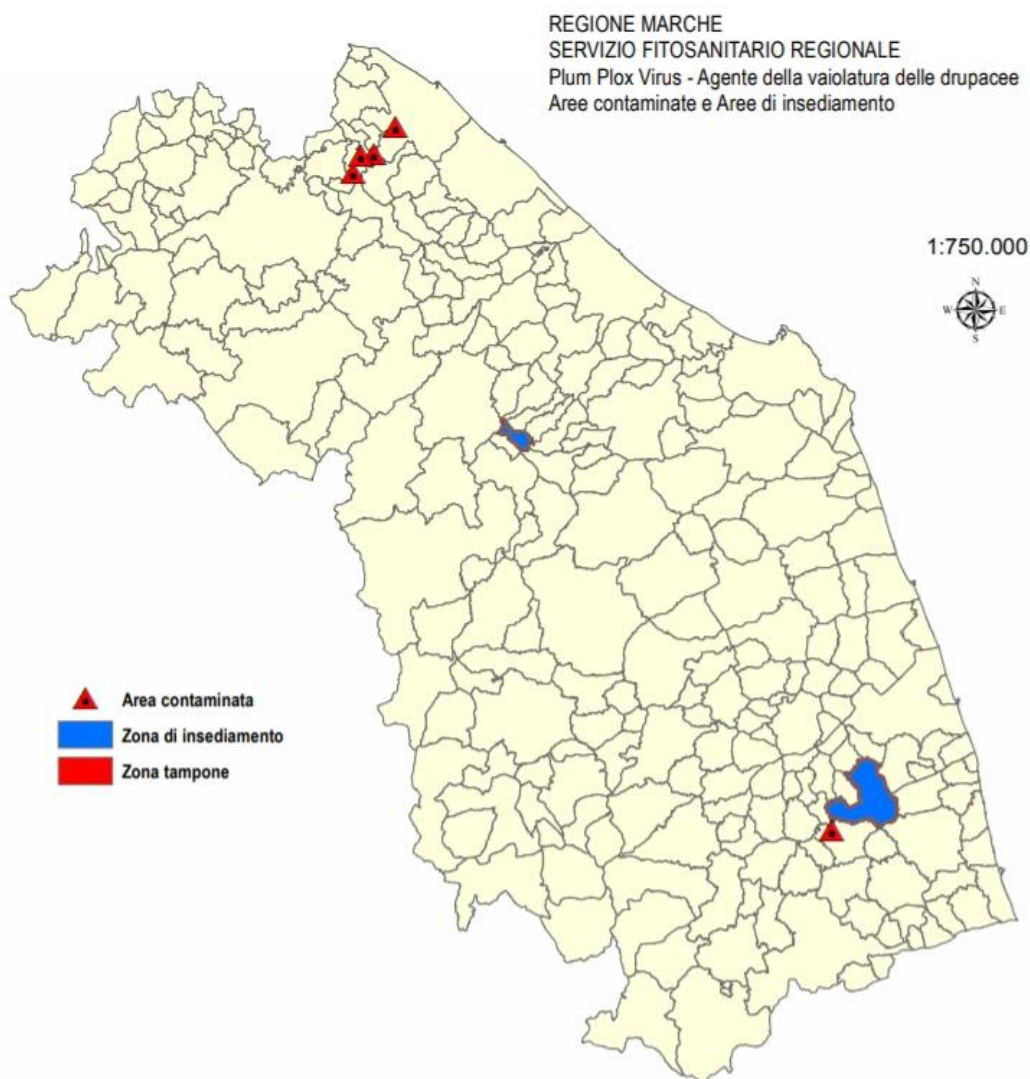 REGIONE MARCHE
SERVIZIO FITOSANITARIO REGIONALE
Plum Plox Virus - Agente della vaiolatura delle drupacee
Aree contaminate e Aree di insediamento
1:750.000
N
W E
S
Area contaminata
Zona di insediamento
Zona tampone